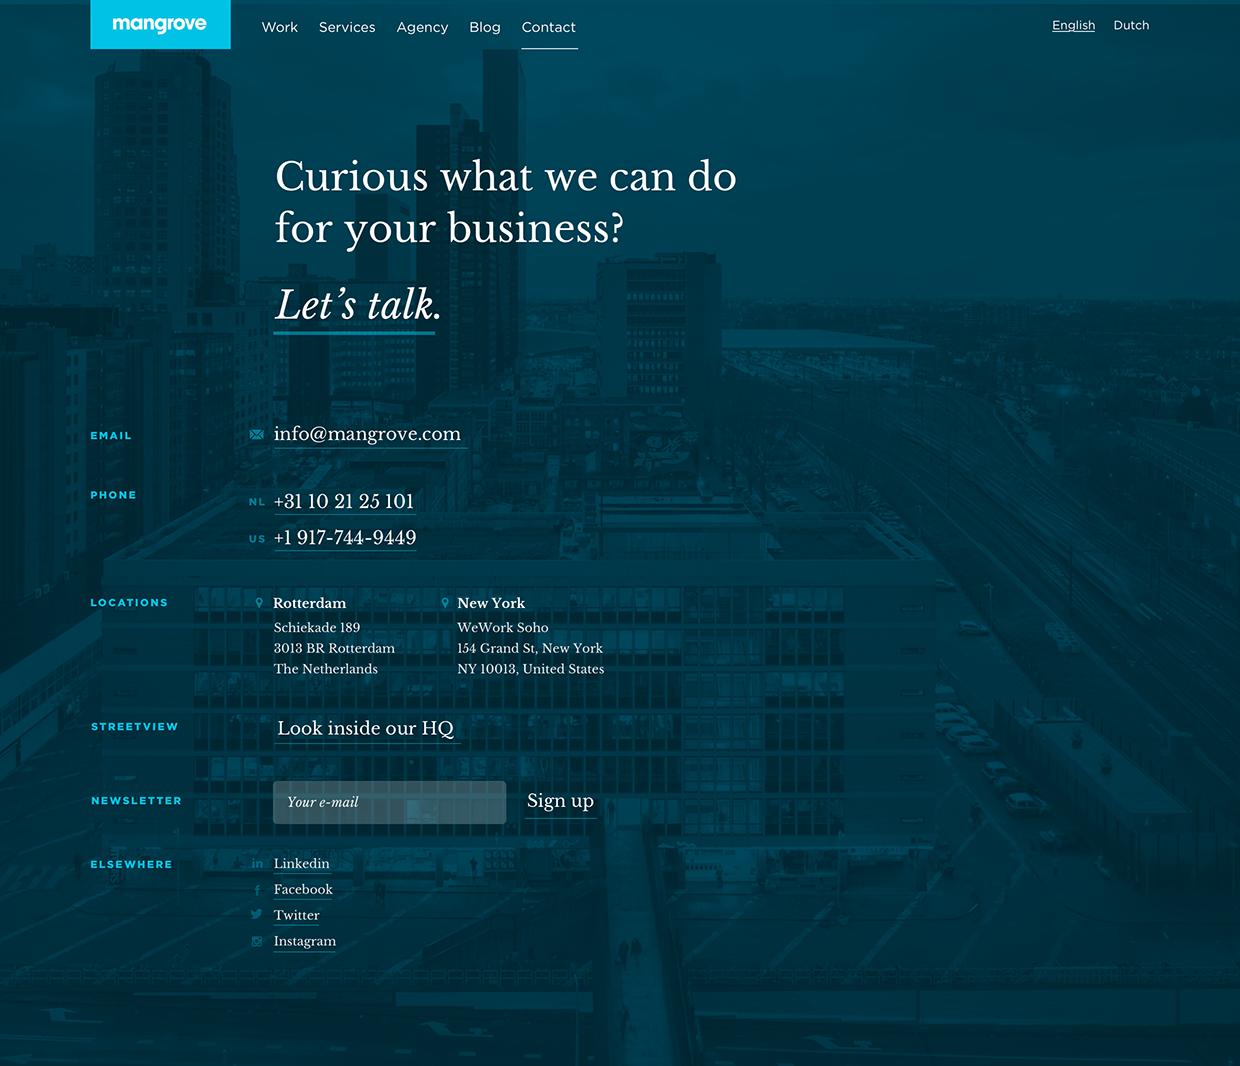 mangrove
Work Services Agency Blog Contact
English Dutch
Curious what we can do
for your business?
Let’s talk.
EMAIL
info@mangrove.com
PHONE
NL +31 10 21 25 101
US +1 917-744-9449
LOCATIONS
Rotterdam
Schiekade 189
3013 BR Rotterdam
The Netherlands
New York
WeWork Soho
154 Grand St, New York
NY 10013, United States
STREETVIEW
Look inside our HQ
NEWSLETTER
Your e-mail
Sign up
ELSEWHERE
in Linkedin
f Facebook
Twitter
Instagram